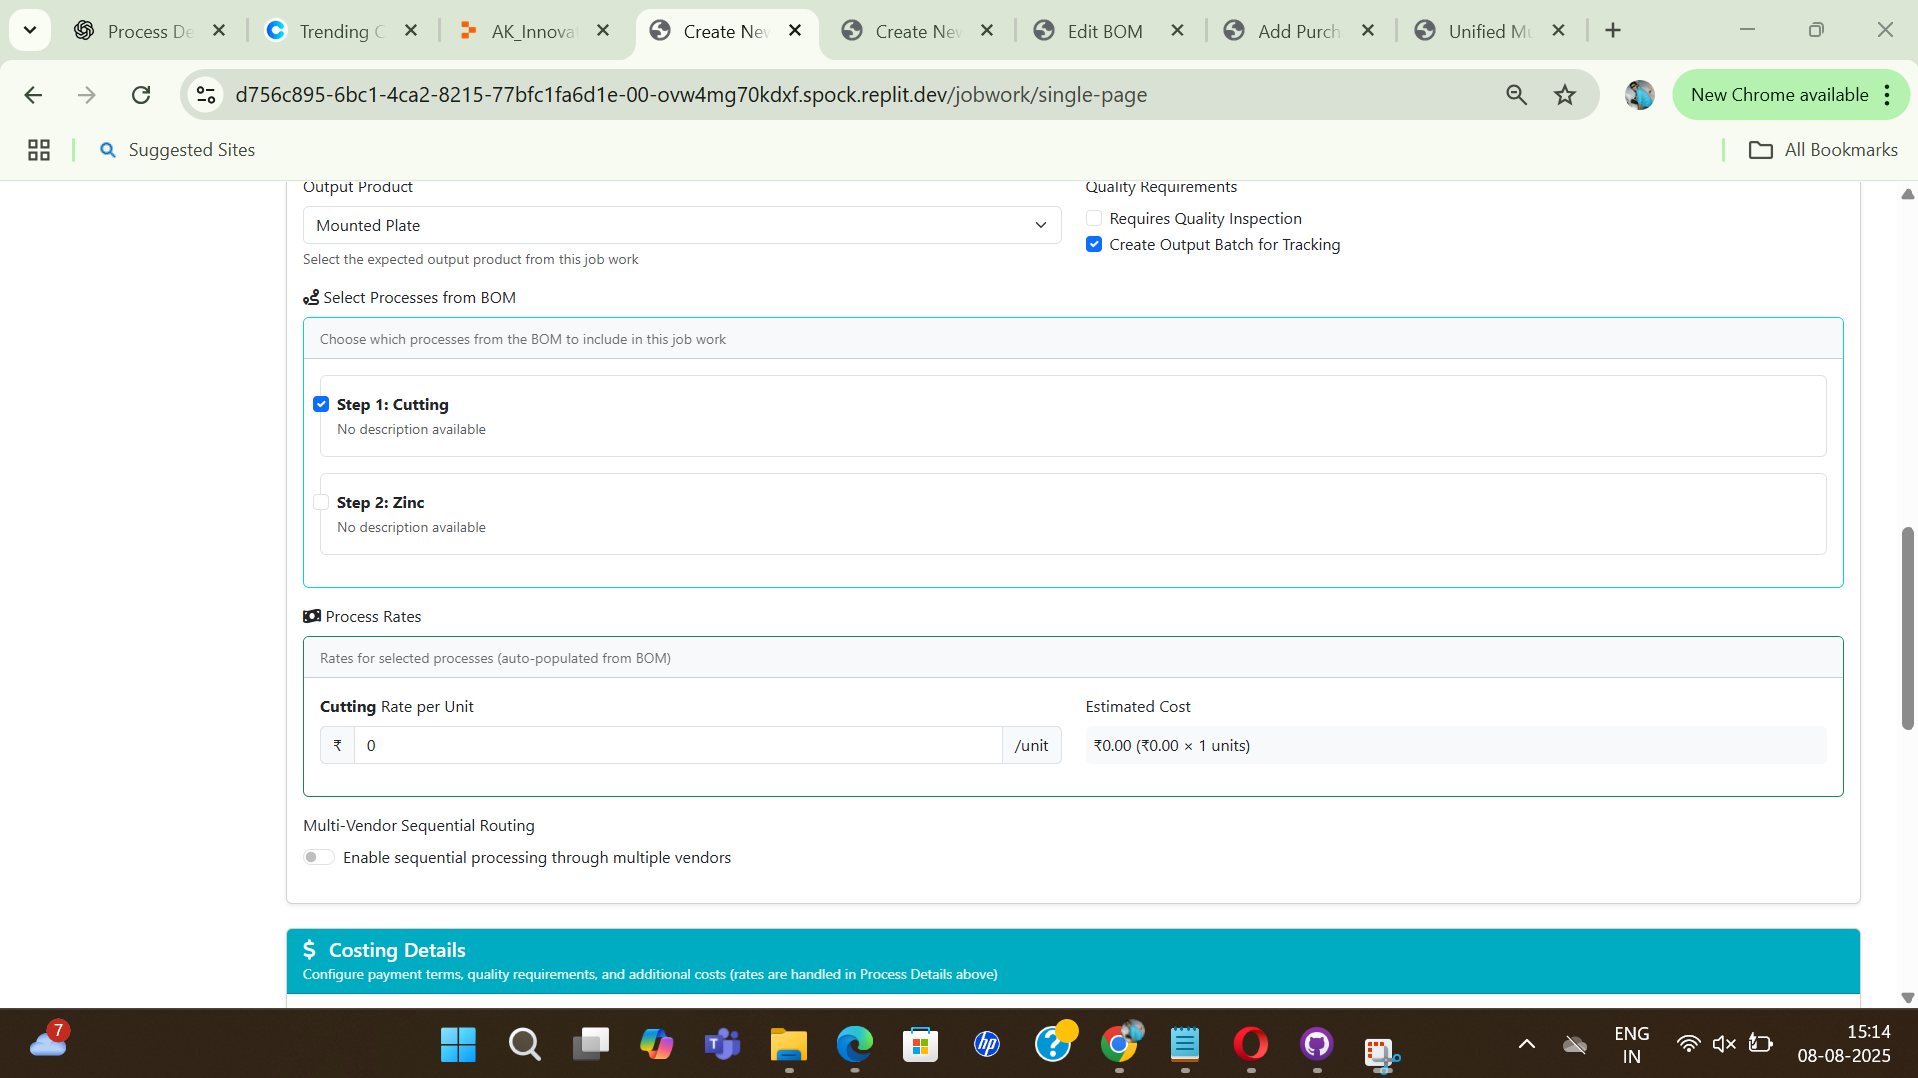 Process De
Trending C
AK_Innova
Create New
Create New
Edit BOM
Add Purch
Unified Mu
d756c895-6bc1-4ca2-8215-77bfc1fa6d1e-00-ovw4mg70kdxf.spock.replit.dev/jobwork/single-page
New Chrome available
Suggested Sites
All Bookmarks
Output Product
Quality Requirements
Mounted Plate
Requires Quality Inspection
Create Output Batch for Tracking
Select the expected output product from this job work
Select Processes from BOM
Choose which processes from the BOM to include in this job work
Step 1: Cutting
No description available
Step 2: Zinc
No description available
Process Rates
Rates for selected processes (auto-populated from BOM)
Cutting Rate per Unit
Estimated Cost
₹ 0 /unit
₹0.00 (₹0.00 × 1 units)
Multi-Vendor Sequential Routing
Enable sequential processing through multiple vendors
$ Costing Details
Configure payment terms, quality requirements, and additional costs (rates are handled in Process Details above)
7
T
hp
?
ENG
IN
15:14
08-08-2025